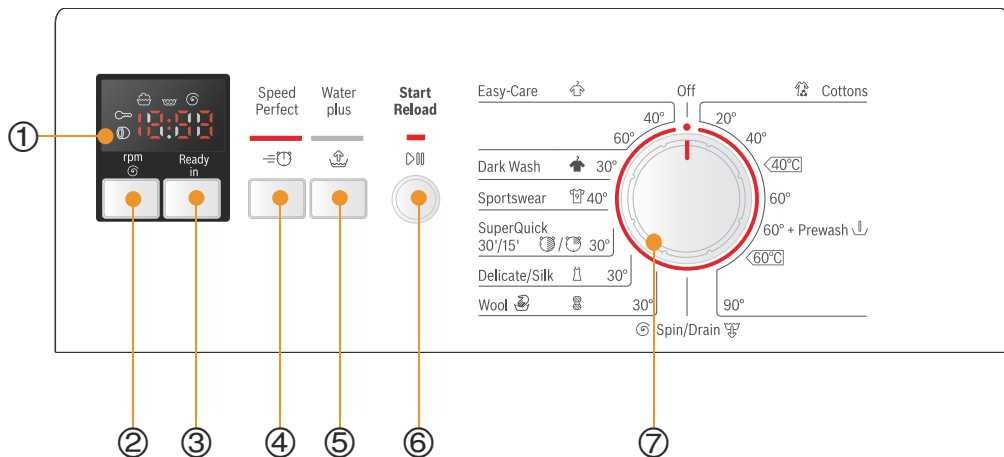 18:88
rpm
Ready
in
Speed
Perfect
Water
plus
Start
Reload
Easy-Care
Off
Cottons
40°
20°
60°
40°
Dark Wash 30°
40°C
Sportswear 40°
60°
SuperQuick
30'/15' / 30°
60° + Prewash
60°C
Delicate/Silk 30°
Wool 30°
90°
Spin/Drain
①
②
③
④
⑤
⑥
⑦